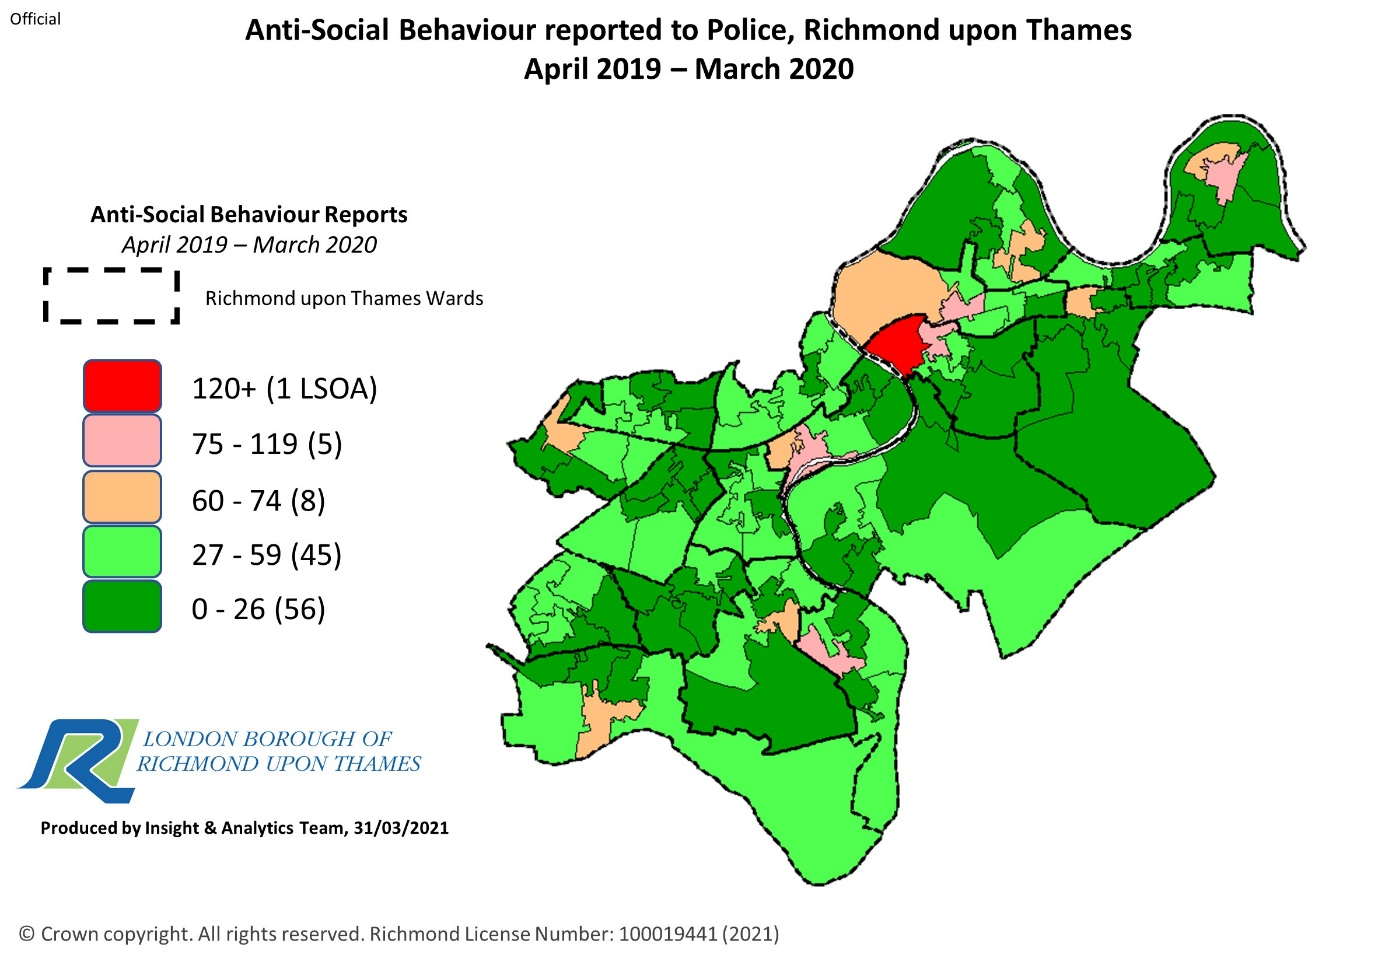 Official
Anti-Social Behaviour reported to Police, Richmond upon Thames
April 2019 – March 2020
Anti-Social Behaviour Reports
April 2019 – March 2020
Richmond upon Thames Wards
120+ (1 LSOA)
75 - 119 (5)
60 - 74 (8)
27 - 59 (45)
0 - 26 (56)
LONDON BOROUGH OF
RICHMOND UPON THAMES
Produced by Insight & Analytics Team, 31/03/2021
© Crown copyright. All rights reserved. Richmond License Number: 100019441 (2021)